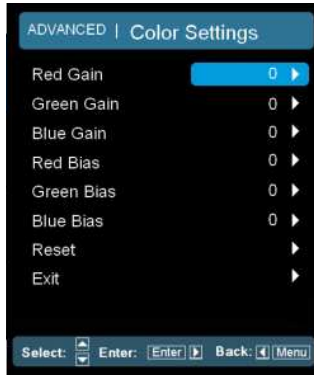 ADVANCED | Color Settings
Red Gain 0
Green Gain 0
Blue Gain 0
Red Bias 0
Green Bias 0
Blue Bias 0
Reset
Exit
Select: Enter: Enter Back: Menu